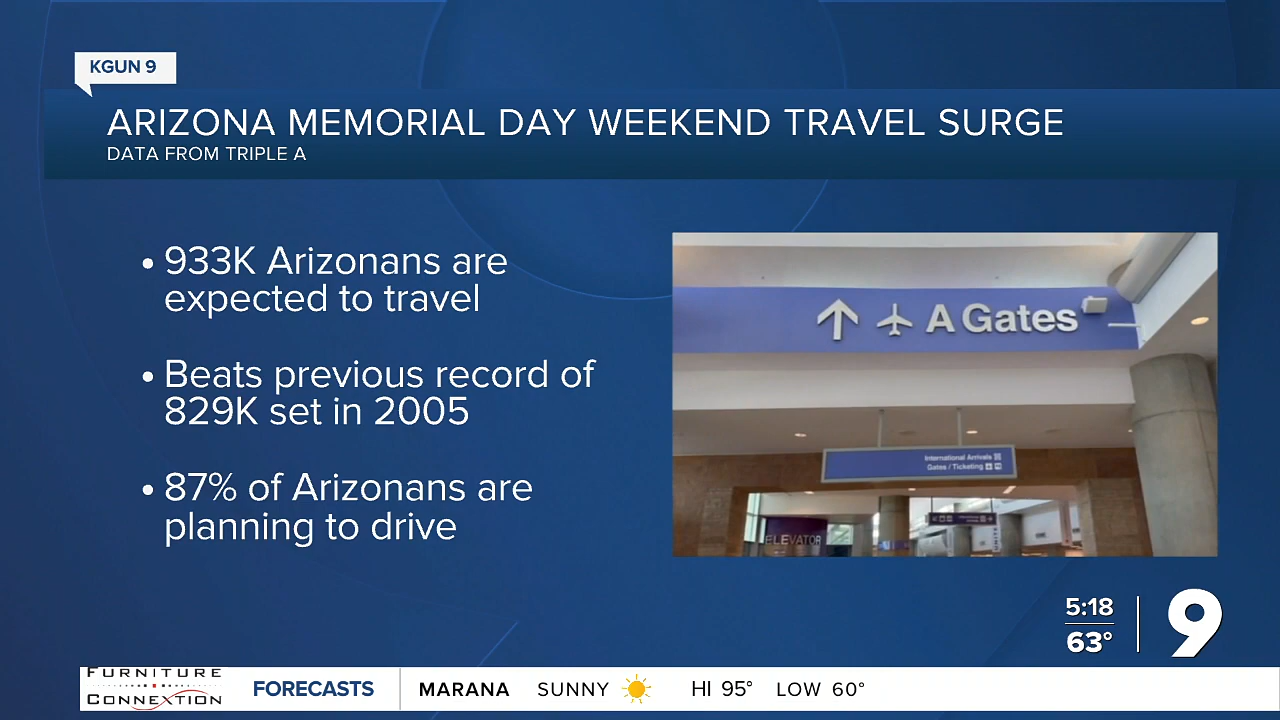 KGUN 9
ARIZONA MEMORIAL DAY WEEKEND TRAVEL SURGE
DATA FROM TRIPLE A
• 933K Arizonans are
expected to travel
• Beats previous record of
829K set in 2005
• 87% of Arizonans are
planning to drive
A Gates
International Arrivals
Gates / Ticketing
ELEVATOR
5:18
63°
9
FURNITURE
CONNEXTION
FORECASTS
MARANA SUNNY HI 95° LOW 60°